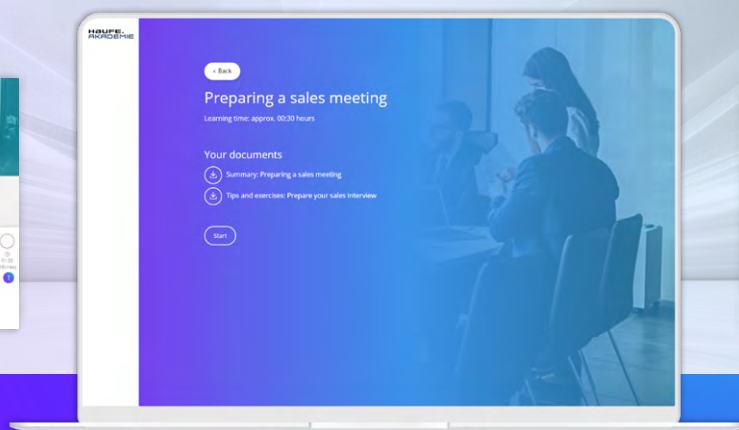 HAUFE.
AKADEMIE
< Back
Preparing a sales meeting
Learning time: approx. 00:30 hours
Your documents
Summary: Preparing a sales meeting
Tips and exercises: Prepare your sales interview
Start